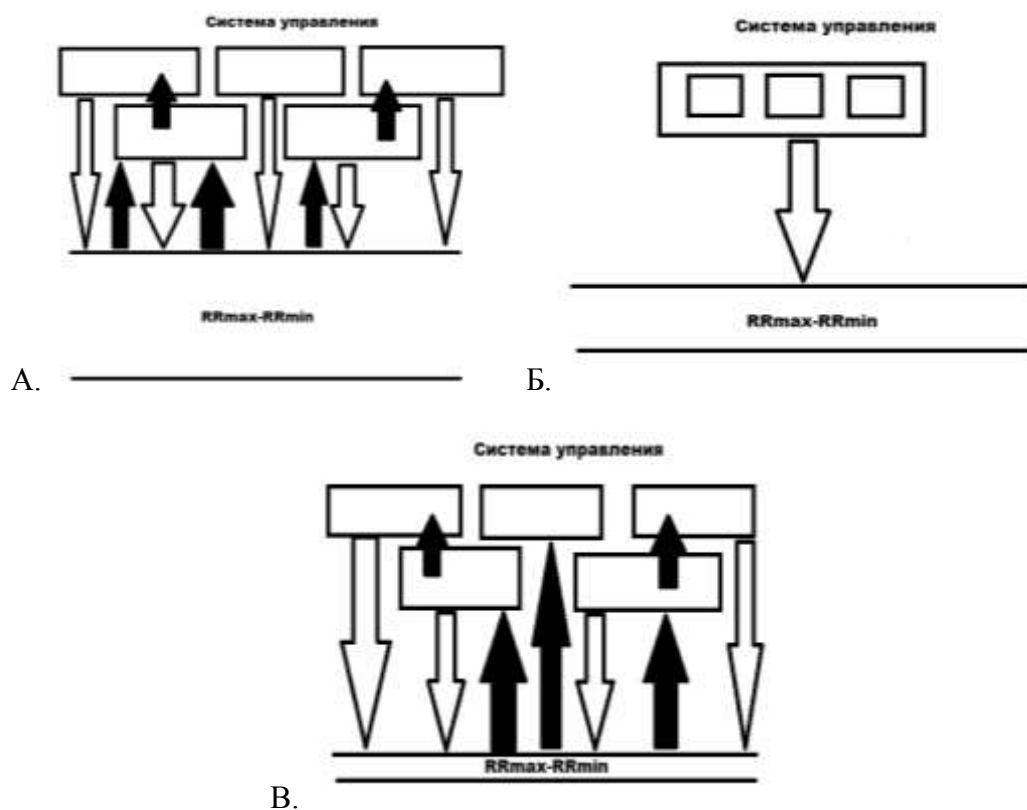 Система управления
RRmax-RRmin
А.
Система управления
RRmax-RRmin
Б.
Система управления
RRmax-RRmin
В.